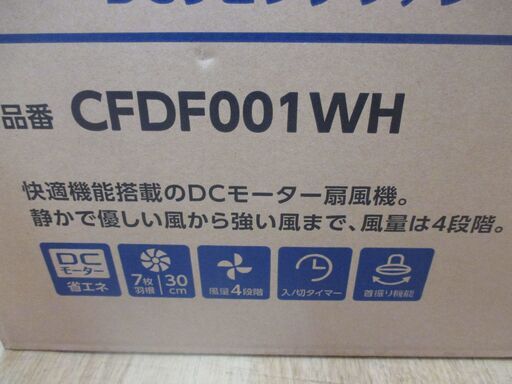 品番 CFDF001WH
快適機能搭載のDCモーター扇風機。
静かで優しい風から強い風まで、風量は4段階。
DC
モーター
省エネ
7枚
羽根
30
cm
風量4段階
入/切タイマー
首振り機能